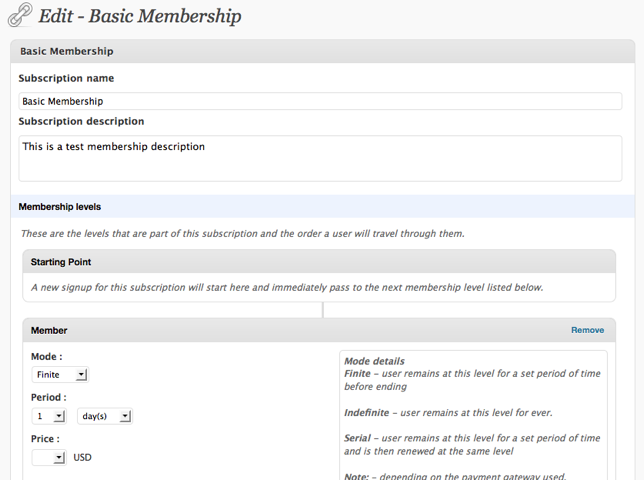 Edit - Basic Membership
Basic Membership
Subscription name
Basic Membership
Subscription description
This is a test membership description
Membership levels
These are the levels that are part of this subscription and the order a user will travel through them.
Starting Point
A new signup for this subscription will start here and immediately pass to the next membership level listed below.
Member Remove
Mode :
Finite
Period :
1 day(s)
Price :
USD
Mode details
Finite – user remains at this level for a set period of time
before ending
Indefinite – user remains at this level for ever.
Serial – user remains at this level for a set period of time
and is then renewed at the same level
Note: – depending on the payment gateway used,